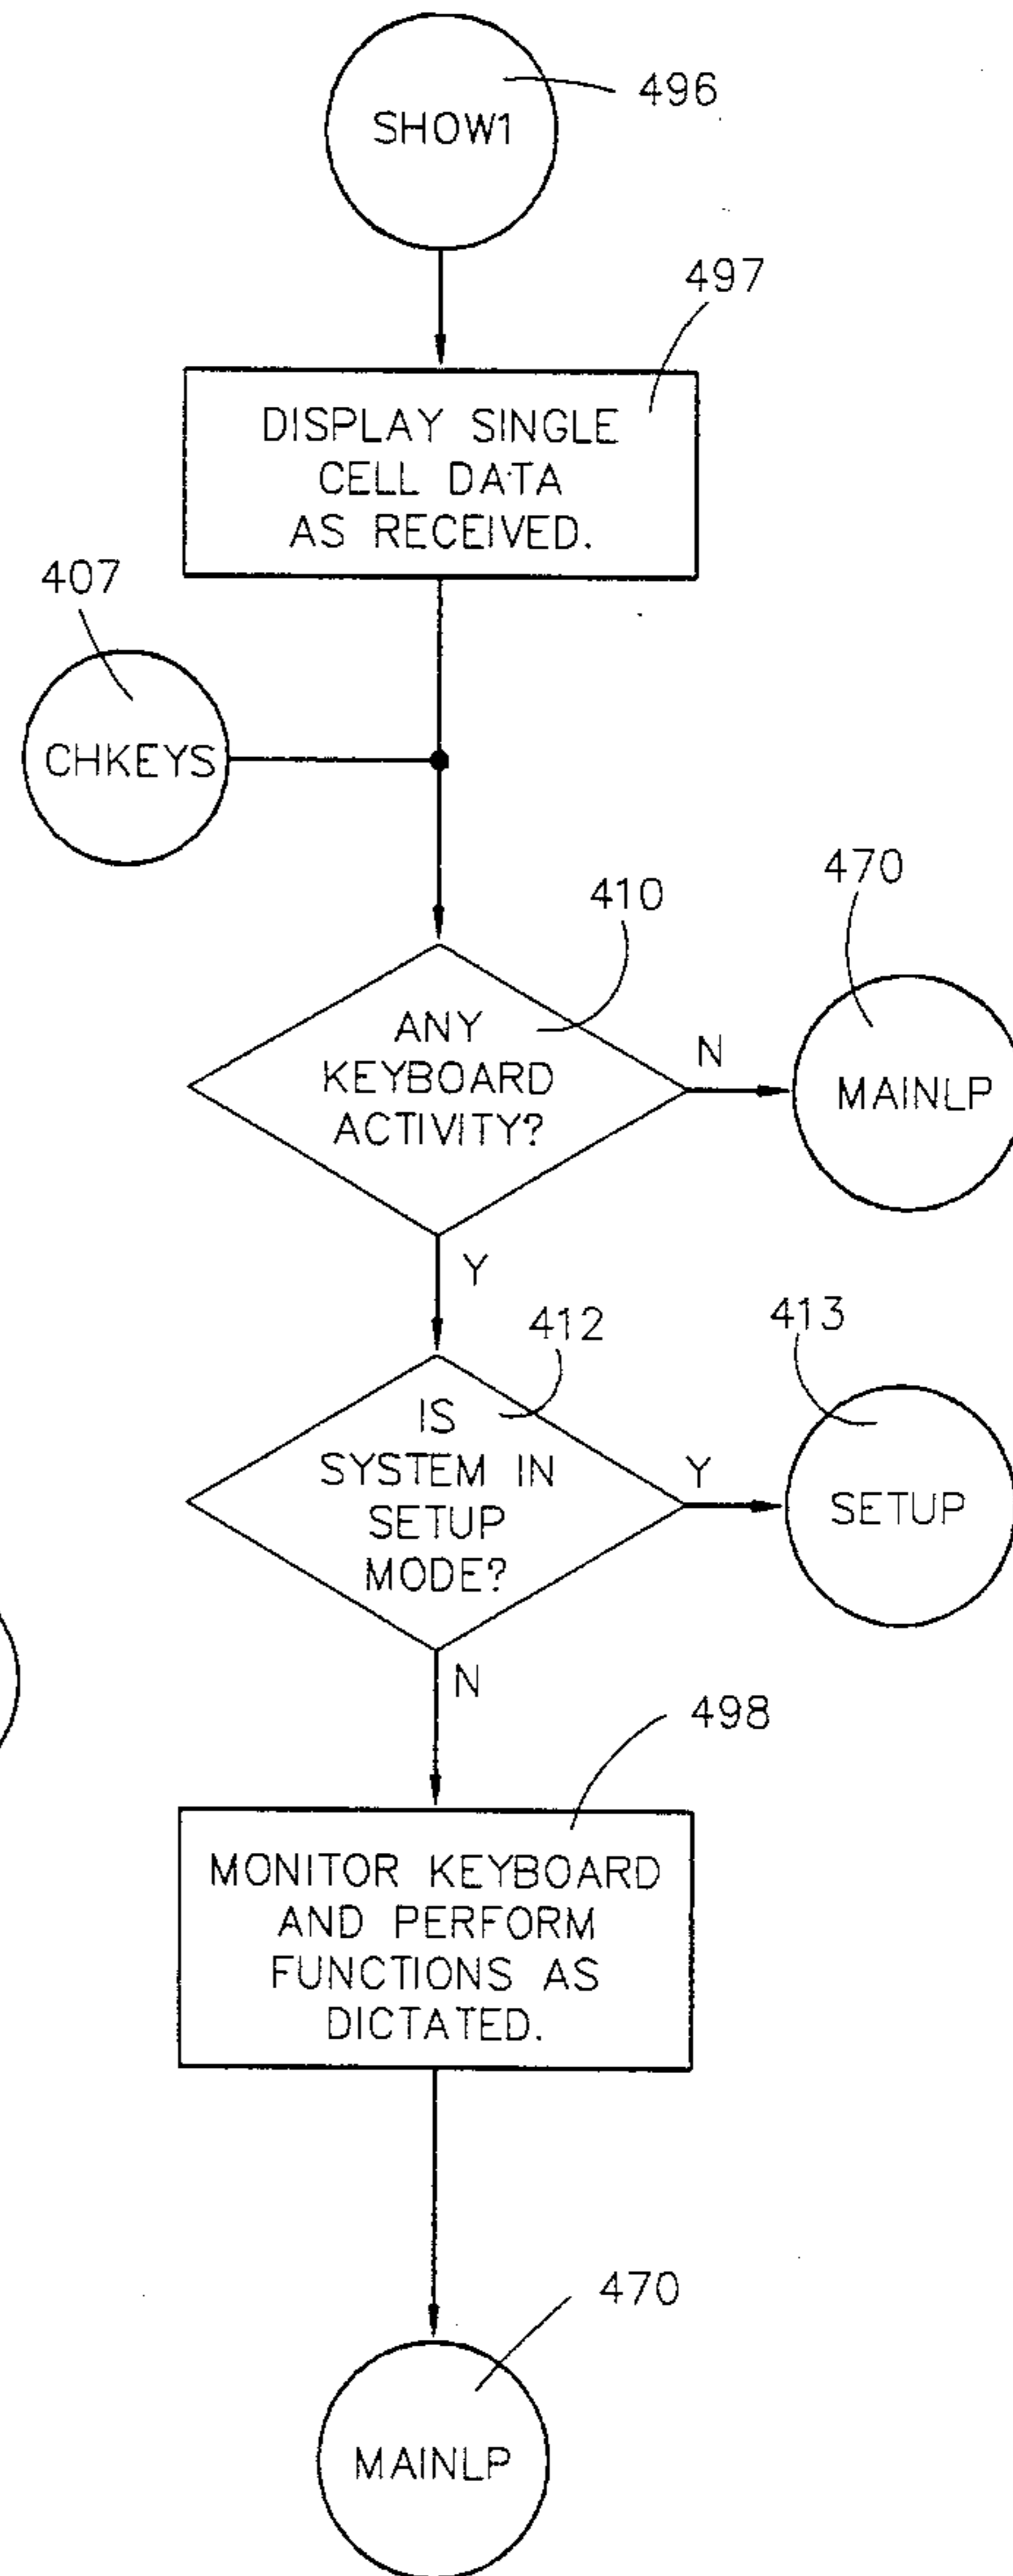 SHOW1
496
497
DISPLAY SINGLE
CELL DATA
AS RECEIVED.
407
CHKEYS
410
470
ANY
KEYBOARD
ACTIVITY?
N
MAINLP
Y
412
413
IS
SYSTEM IN
SETUP
MODE?
Y
SETUP
N
498
MONITOR KEYBOARD
AND PERFORM
FUNCTIONS AS
DICTATED.
470
MAINLP